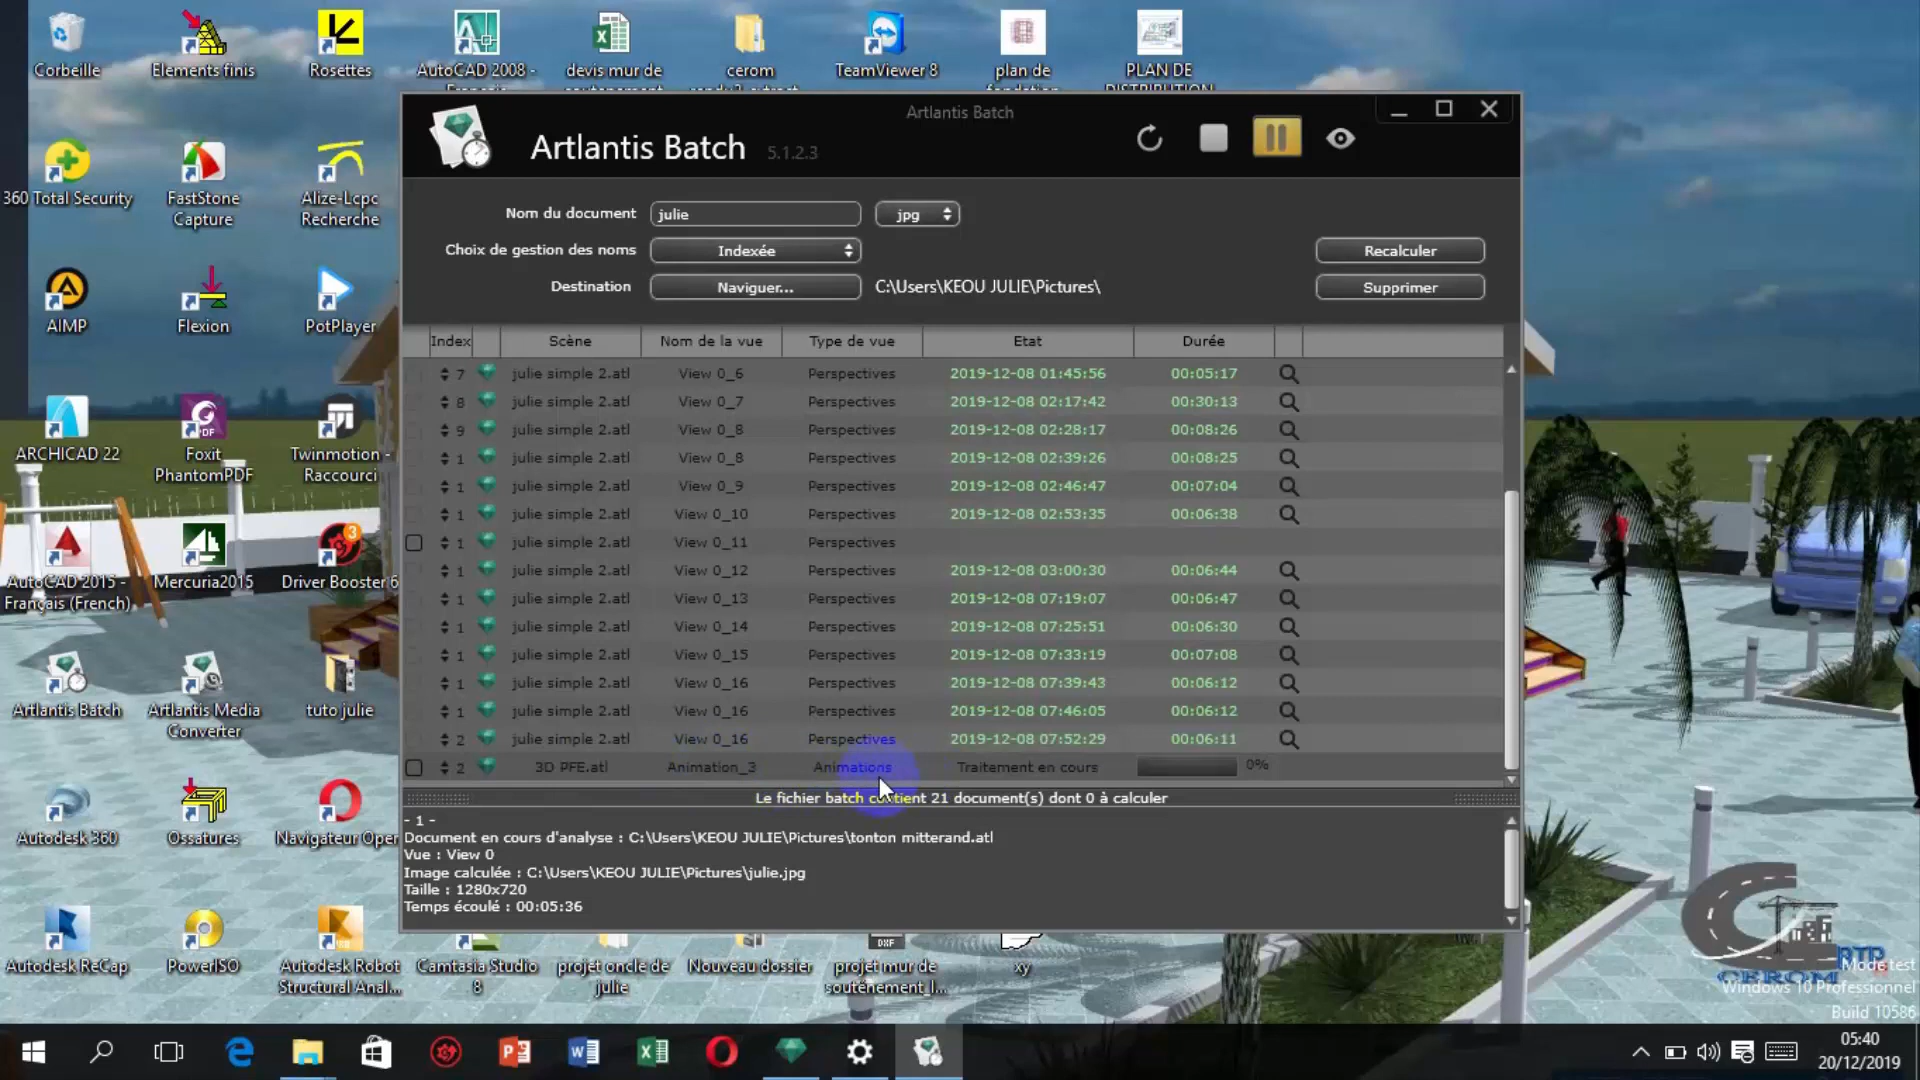 Corbeille
Elements finis
Rosettes
AutoCAD 2008 -
devis mur de
cerom
TeamViewer 8
plan de
PLAN DE
DISTRIBUTION
Artlantis Batch
Artlantis Batch 5.1.2.3
Nom du document julie jpg
Choix de gestion des noms Indexée Recalculer
Destination Naviguer... C:\Users\KEOU JULIE\Pictures\ Supprimer
Index Scène Nom de la vue Type de vue Etat Durée
7 julie simple 2.atl View 0_6 Perspectives 2019-12-08 01:45:56 00:05:17
8 julie simple 2.atl View 0_7 Perspectives 2019-12-08 02:17:42 00:30:13
9 julie simple 2.atl View 0_8 Perspectives 2019-12-08 02:28:17 00:08:26
1 julie simple 2.atl View 0_8 Perspectives 2019-12-08 02:39:26 00:08:25
1 julie simple 2.atl View 0_9 Perspectives 2019-12-08 02:46:47 00:07:04
1 julie simple 2.atl View 0_10 Perspectives 2019-12-08 02:53:35 00:06:38
1 julie simple 2.atl View 0_11 Perspectives
1 julie simple 2.atl View 0_12 Perspectives 2019-12-08 03:00:30 00:06:44
1 julie simple 2.atl View 0_13 Perspectives 2019-12-08 07:19:07 00:06:47
1 julie simple 2.atl View 0_14 Perspectives 2019-12-08 07:25:51 00:06:30
1 julie simple 2.atl View 0_15 Perspectives 2019-12-08 07:33:19 00:07:08
1 julie simple 2.atl View 0_16 Perspectives 2019-12-08 07:39:43 00:06:12
1 julie simple 2.atl View 0_16 Perspectives 2019-12-08 07:46:05 00:06:12
2 julie simple 2.atl View 0_16 Perspectives 2019-12-08 07:52:29 00:06:11
2 3D PFE.atl Animation_3 Animations Traitement en cours 0%
Le fichier batch contient 21 document(s) dont 0 à calculer
- 1 -
Document en cours d'analyse : C:\Users\KEOU JULIE\Pictures\tonton mitterand.atl
Vue : View 0
Image calculée : C:\Users\KEOU JULIE\Pictures\julie.jpg
Taille : 1280x720
Temps écoulé : 00:05:36
360 Total Security
FastStone
Capture
Alize-Lcpc
Recherche
AIMP
Flexion
PotPlayer
ARCHICAD 22
Foxit
PhantomPDF
Twinmotion -
Raccourci
AutoCAD 2015 -
Français (French)
Mercuria2015
3
Driver Booster 6
Artlantis Batch
Artlantis Media
Converter
tuto julie
Autodesk 360
Ossatures
Navigateur Oper
Autodesk ReCap
PowerISO
Autodesk Robot
Structural Anal...
Camtasia Studio
8
projet oncle de
julie
Nouveau dossier
DXF
projet mur de
soutènement_l...
xy
BTP
CEROM
Mode test
Windows 10 Professionnel
Build 10586
05:40
20/12/2019